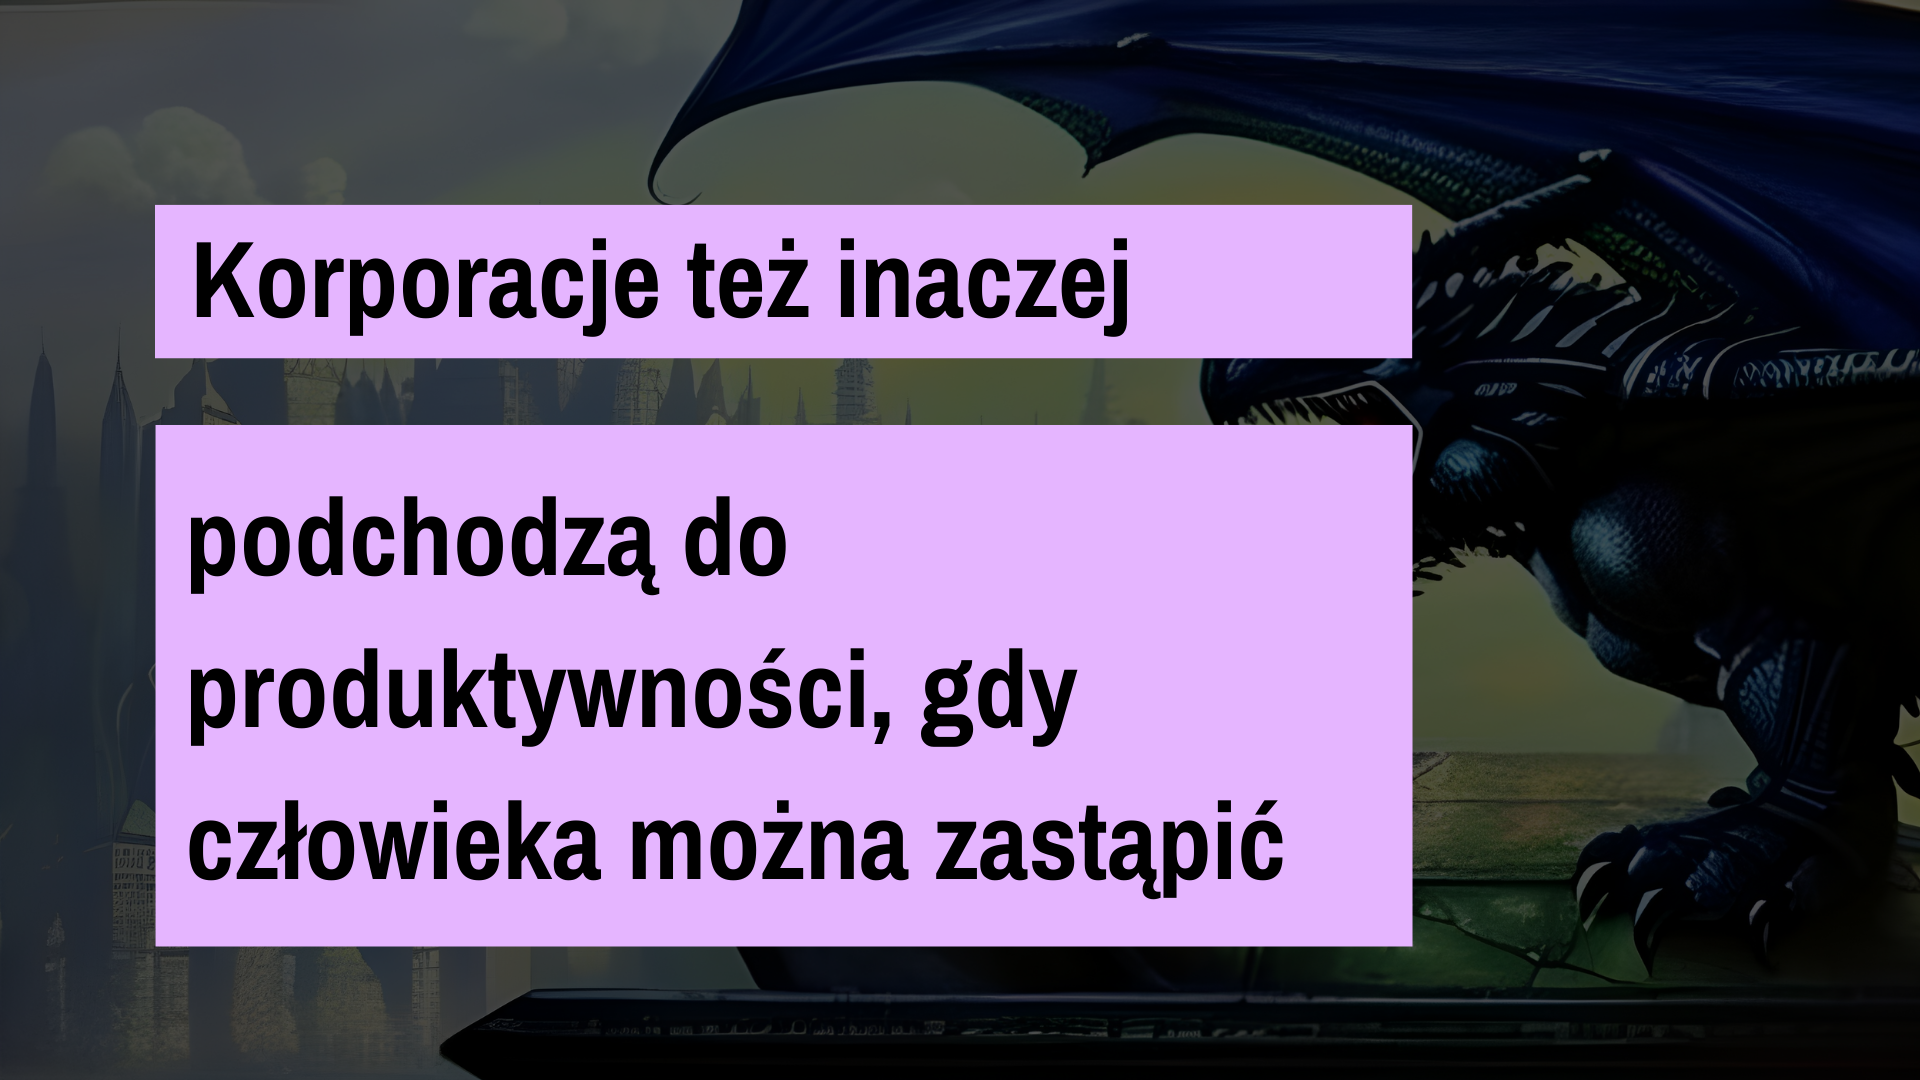 Korporacje też inaczej
podchodzą do
produktywności, gdy
człowieka można zastąpić